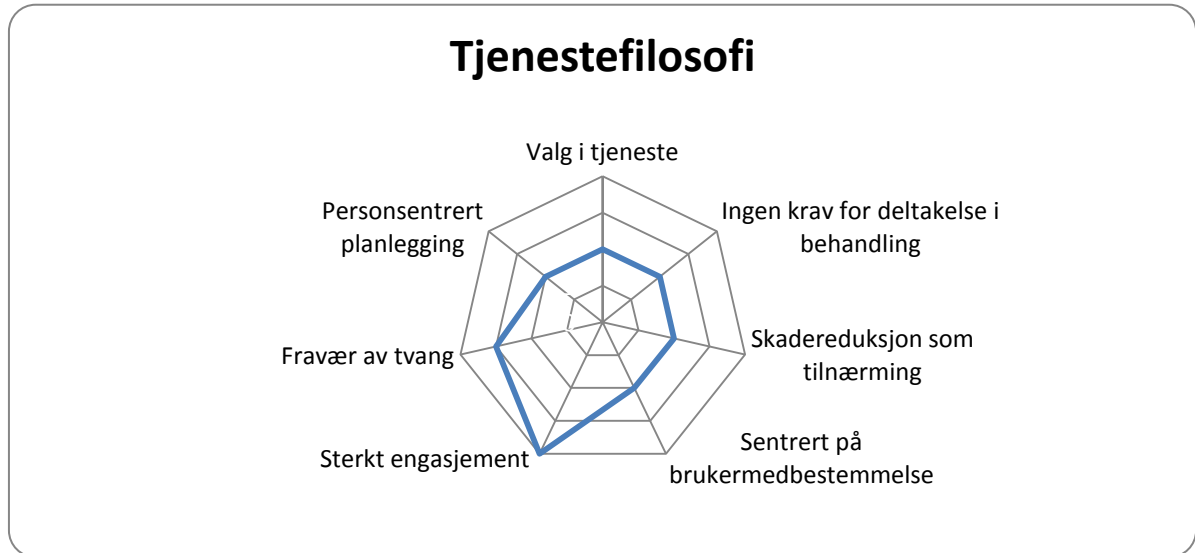 Tjenestefilosofi
Valg i tjeneste
Ingen krav for deltakelse i
behandling
Skadereduksjon som
tilnærming
Sentrert på
brukermedbestemmelse
Sterkt engasjement
Fravær av tvang
Personsentrert
planlegging